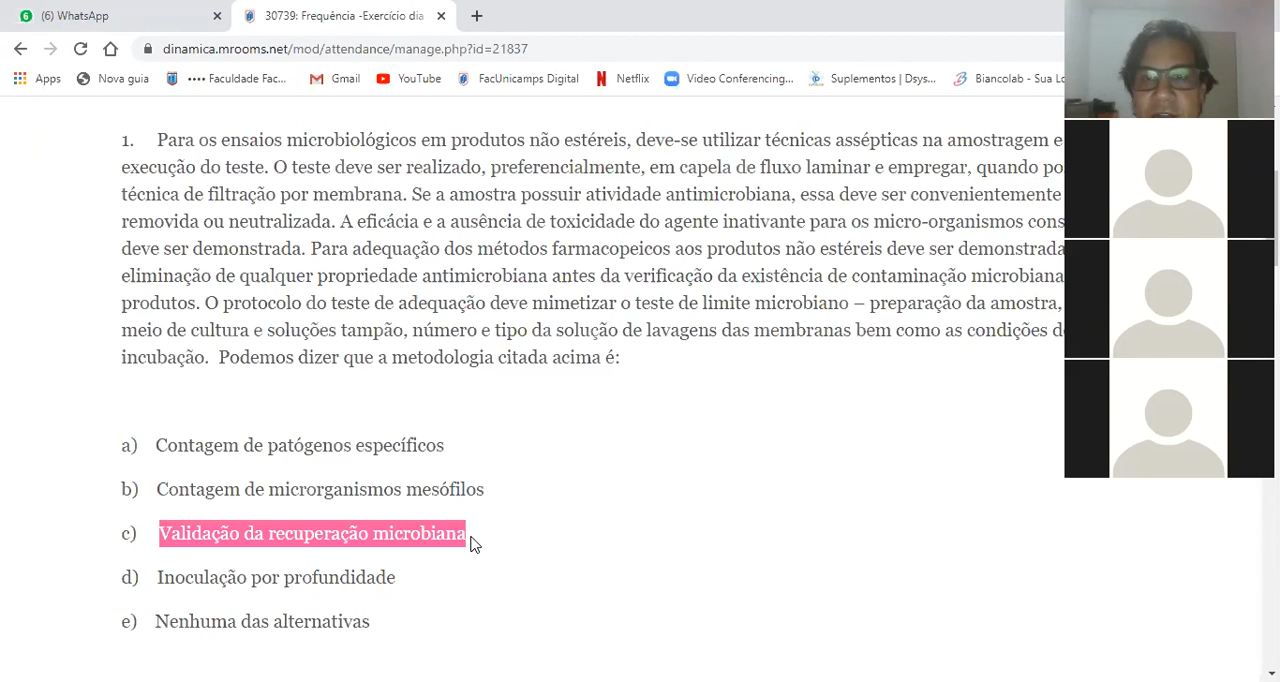 6 (6) WhatsApp 30739: Frequência -Exercício dia
dinamica.mrooms.net/mod/attendance/manage.php?id=21837
Apps Nova guia •••• Faculdade Fac... Gmail YouTube FacUnicamps Digital Netflix Video Conferencing,... Suplementos | Dsys... Biancolab - Sua Lo
1. Para os ensaios microbiológicos em produtos não estéreis, deve-se utilizar técnicas assépticas na amostragem e
execução do teste. O teste deve ser realizado, preferencialmente, em capela de fluxo laminar e empregar, quando po
técnica de filtração por membrana. Se a amostra possuir atividade antimicrobiana, essa deve ser convenientemente
removida ou neutralizada. A eficácia e a ausência de toxicidade do agente inativante para os micro-organismos cons
deve ser demonstrada. Para adequação dos métodos farmacopeicos aos produtos não estéreis deve ser demonstrada
eliminação de qualquer propriedade antimicrobiana antes da verificação da existência de contaminação microbiana
produtos. O protocolo do teste de adequação deve mimetizar o teste de limite microbiano – preparação da amostra,
meio de cultura e soluções tampão, número e tipo da solução de lavagens das membranas bem como as condições de
incubação. Podemos dizer que a metodologia citada acima é:
a) Contagem de patógenos específicos
b) Contagem de microrganismos mesófilos
c) Validação da recuperação microbiana
d) Inoculação por profundidade
e) Nenhuma das alternativas